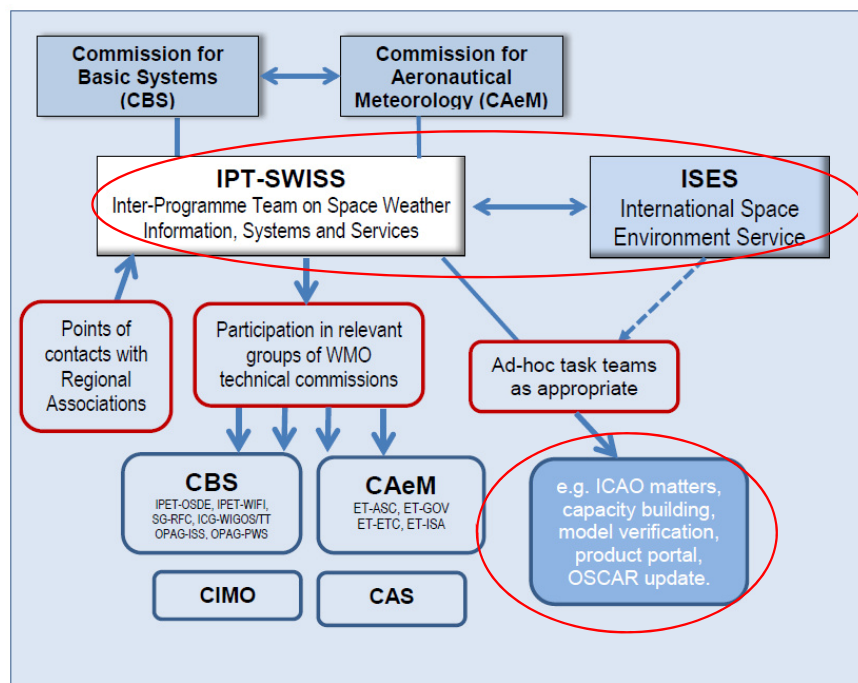 Commission for
Basic Systems
(CBS)
Commission for
Aeronautical
Meteorology (CAeM)
IPT-SWISS
Inter-Programme Team on Space Weather
Information, Systems and Services
ISES
International Space
Environment Service
Points of
contacts with
Regional
Associations
Participation in relevant
groups of WMO
technical commissions
Ad-hoc task teams
as appropriate
CBS
IPET-OSDE, IPET-WIFI,
SG-RFC, ICG-WIGOS/TT
OPAG-ISS, OPAG-PWS
CAeM
ET-ASC, ET-GOV
ET-ETC, ET-ISA
e.g. ICAO matters,
capacity building,
model verification,
product portal,
OSCAR update.
CIMO
CAS